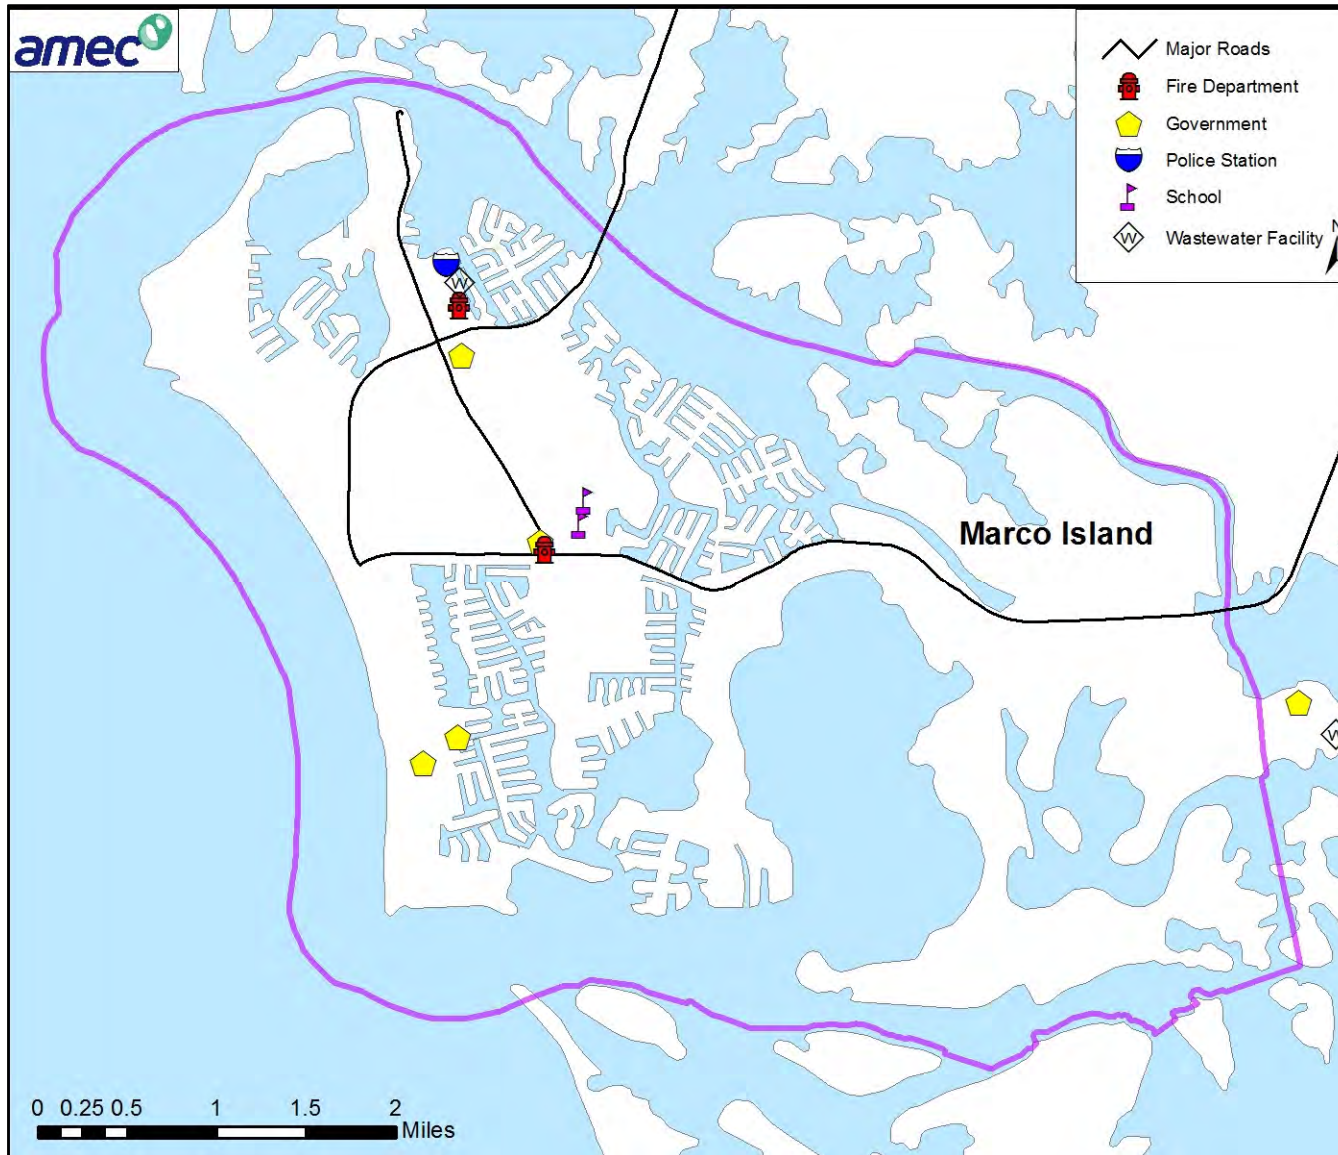 amec
Major Roads
Fire Department
Government
Police Station
School
W Wastewater Facility
N
W
Marco Island
W
0 0.25 0.5 1 1.5 2
Miles